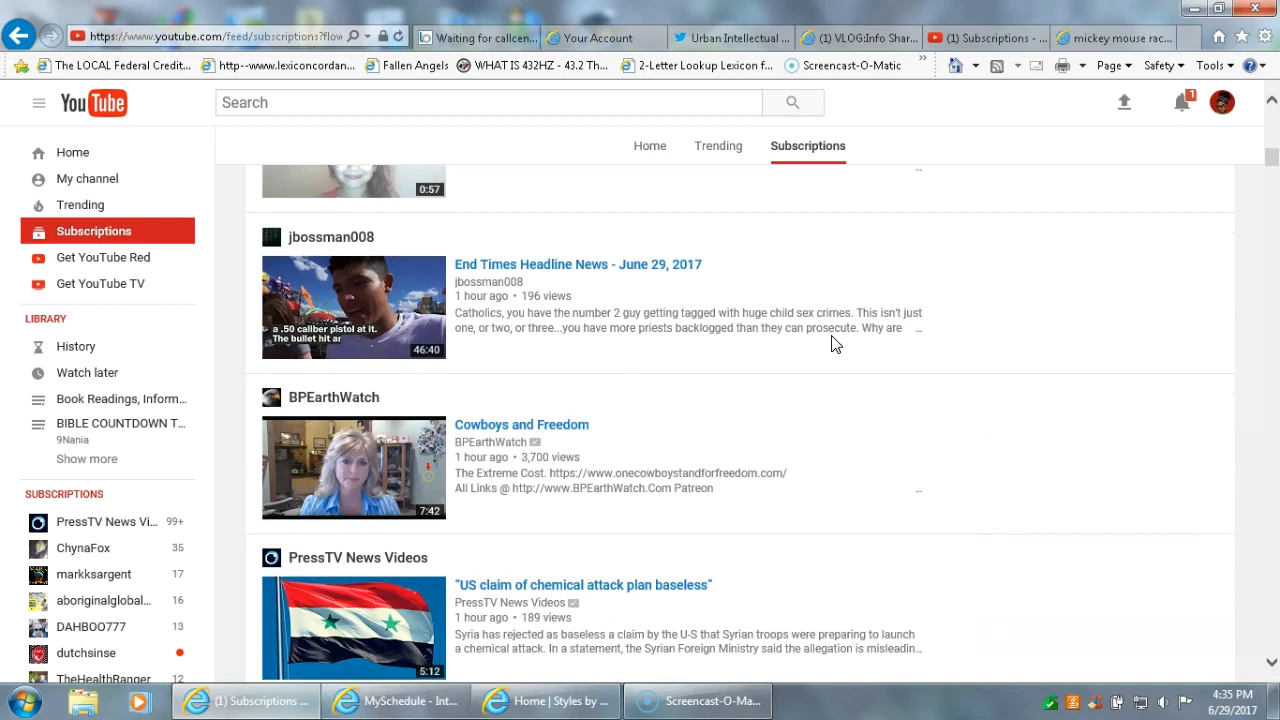 https://www.youtube.com/feed/subscriptions?flow
Waiting for callcen...
Your Account
Urban Intellectual ...
(1) VLOG:Info Shar...
(1) Subscriptions - ...
mickey mouse rac...
The LOCAL Federal Credit...
http--www.lexiconcordan...
Fallen Angels
WHAT IS 432HZ - 43.2 Th...
2-Letter Lookup Lexicon f...
Screencast-O-Matic
Page
Safety
Tools
YouTube
Search
1
Home
Trending
Subscriptions
Home
My channel
Trending
Subscriptions
Get YouTube Red
Get YouTube TV
LIBRARY
History
Watch later
Book Readings, Inform...
BIBLE COUNTDOWN T...
9Nania
Show more
SUBSCRIPTIONS
PressTV News Vi... 99+
ChynaFox 35
markksargent 17
aboriginalglobal... 16
DAHBOO777 13
dutchsinse
TheHealthRanger 12
0:57
...
jbossman008
a .50 caliber pistol at it.
The bullet hit ar
46:40
End Times Headline News - June 29, 2017
jbossman008
1 hour ago • 196 views
Catholics, you have the number 2 guy getting tagged with huge child sex crimes. This isn't just
one, or two, or three...you have more priests backlogged than they can prosecute. Why are ...
BPEarthWatch
7:42
Cowboys and Freedom
BPEarthWatch
1 hour ago • 3,700 views
The Extreme Cost. https://www.onecowboystandforfreedom.com/
All Links @ http://www.BPEarthWatch.Com Patreon ...
PressTV News Videos
5:12
“US claim of chemical attack plan baseless”
PressTV News Videos
1 hour ago • 189 views
Syria has rejected as baseless a claim by the U-S that Syrian troops were preparing to launch
a chemical attack. In a statement, the Syrian Foreign Ministry said the allegation is misleadin...
(1) Subscriptions ...
MySchedule - Int...
Home | Styles by ...
Screencast-O-Ma...
4:35 PM
6/29/2017